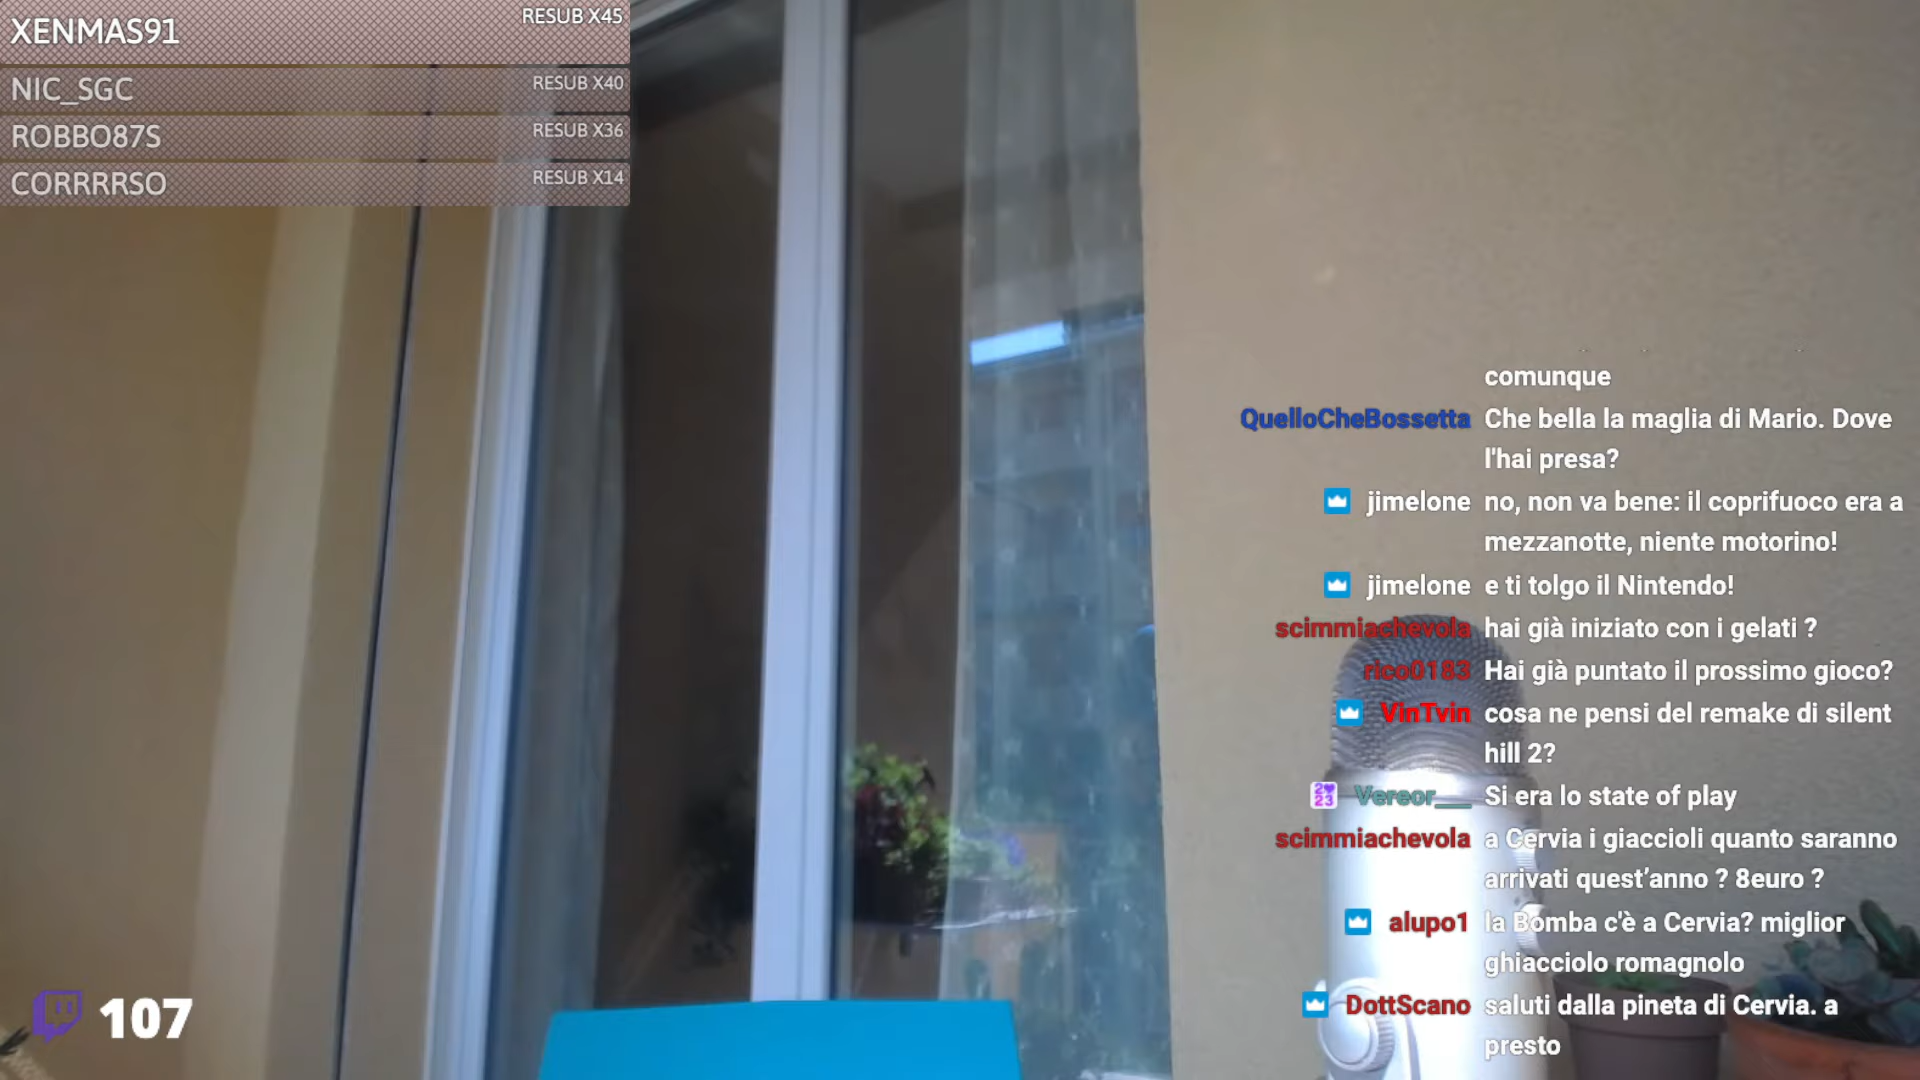 XENMAS91 RESUB X45
NIC_SGC RESUB X40
ROBBO87S RESUB X36
CORRRRSO RESUB X14
comunque
QuelloCheBossetta Che bella la maglia di Mario. Dove
l'hai presa?
jimelone no, non va bene: il coprifuoco era a
mezzanotte, niente motorino!
jimelone e ti tolgo il Nintendo!
scimmiachevola hai già iniziato con i gelati ?
rico0183 Hai già puntato il prossimo gioco?
VinTvin cosa ne pensi del remake di silent
hill 2?
2 23 Vereor___ Si era lo state of play
scimmiachevola a Cervia i giaccioli quanto saranno
arrivati quest'anno ? 8euro ?
alupo1 la Bomba c'è a Cervia? miglior
ghiacciolo romagnolo
DottScano saluti dalla pineta di Cervia. a
presto
107